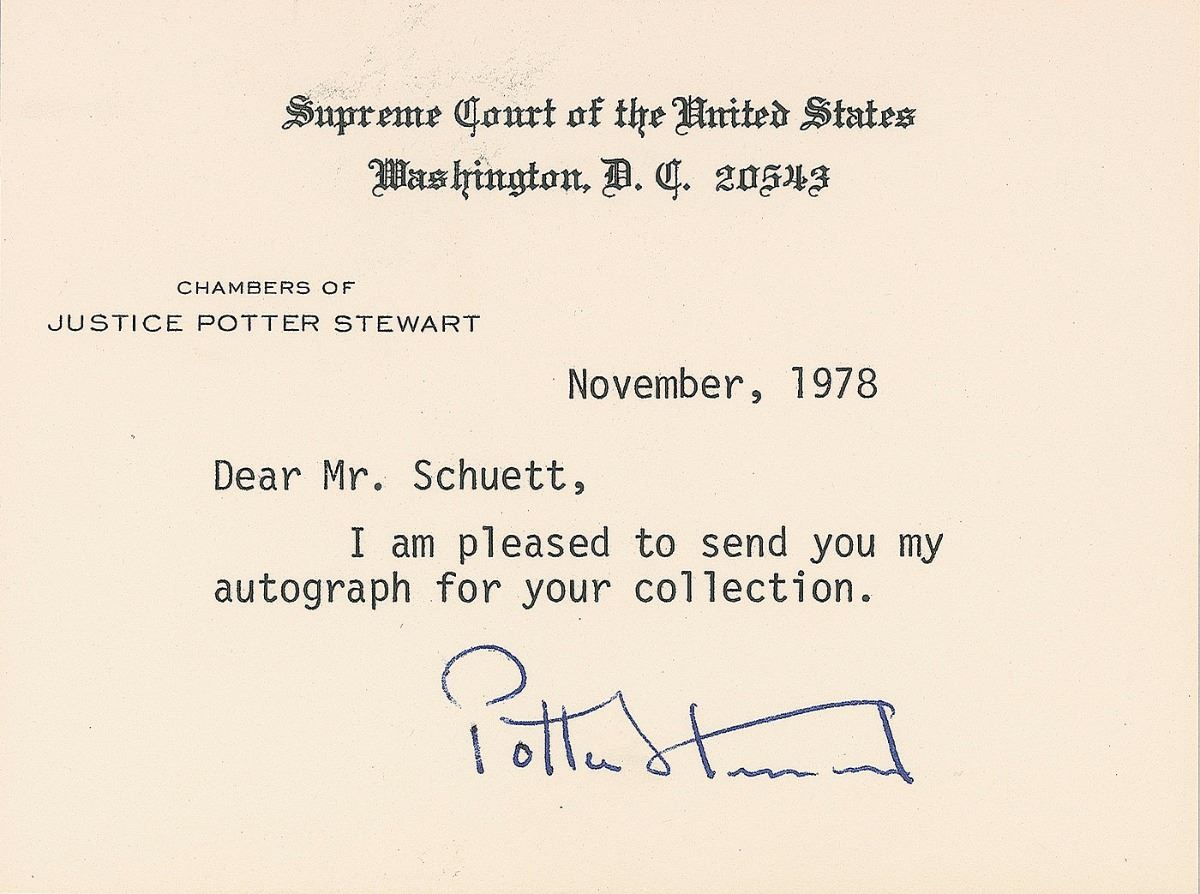 Supreme Court of the United States
Washington, D. C. 20543
CHAMBERS OF
JUSTICE POTTER STEWART
November, 1978
Dear Mr. Schuett,
I am pleased to send you my
autograph for your collection.
Potter Stewart